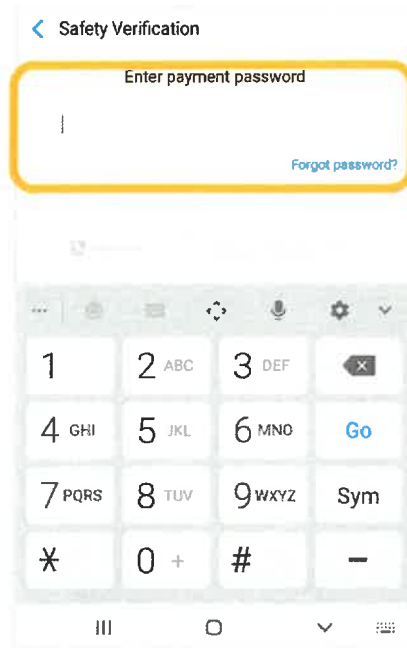 Safety Verification
Enter payment password
Forgot password?
1 2 ABC 3 DEF
4 GHI 5 JKL 6 MNO Go
7 PQRS 8 TUV 9 WXYZ Sym
* 0 + # -